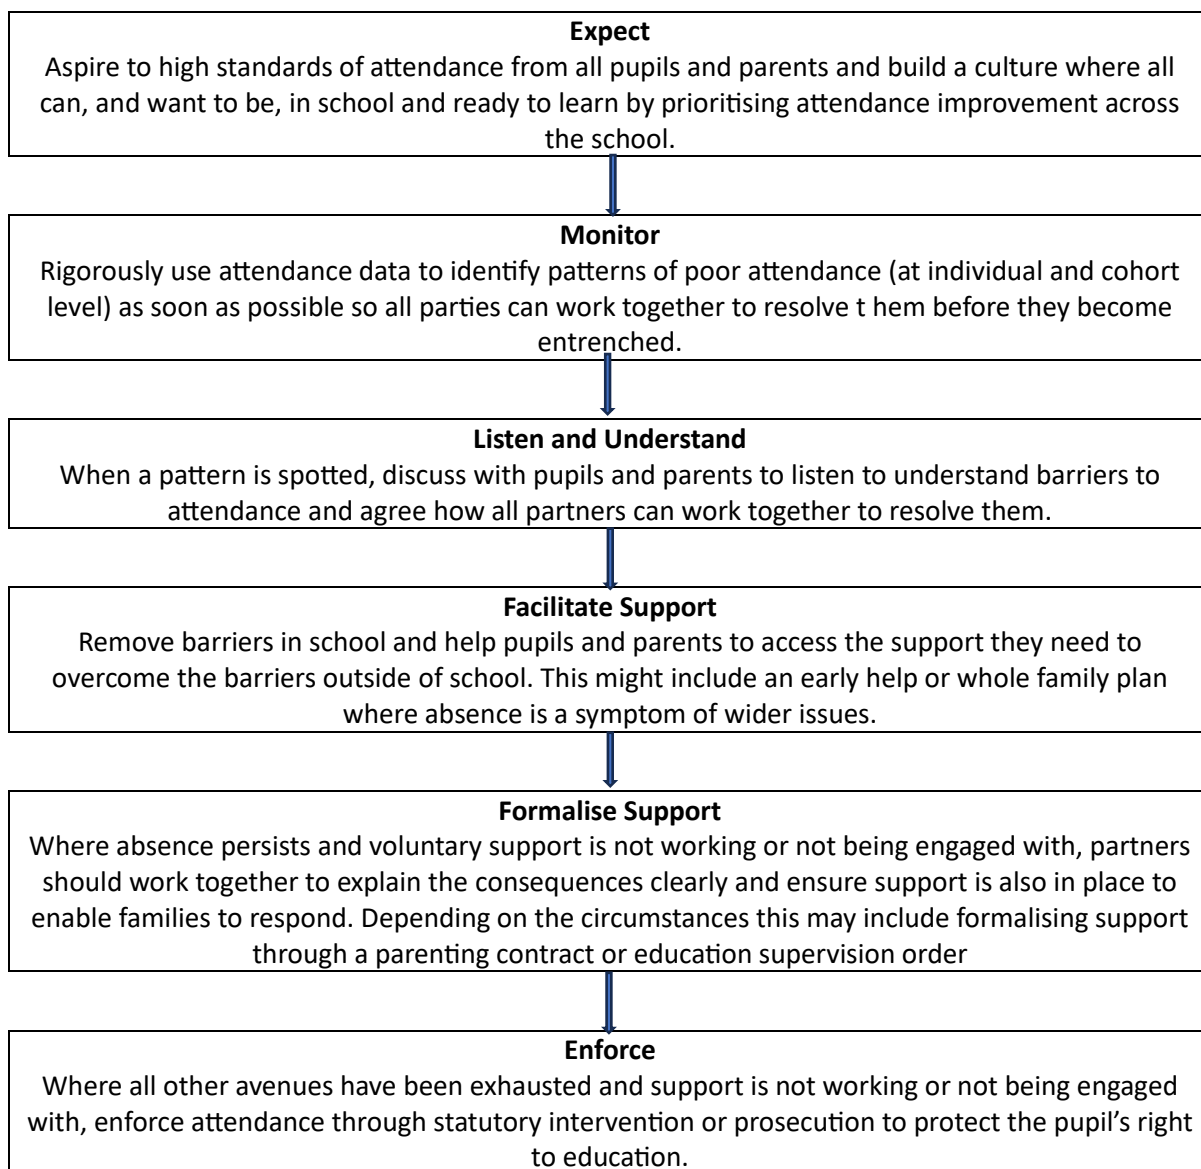 Expect
Aspire to high standards of attendance from all pupils and parents and build a culture where all
can, and want to be, in school and ready to learn by prioritising attendance improvement across
the school.
Monitor
Rigorously use attendance data to identify patterns of poor attendance (at individual and cohort
level) as soon as possible so all parties can work together to resolve t hem before they become
entrenched.
Listen and Understand
When a pattern is spotted, discuss with pupils and parents to listen to understand barriers to
attendance and agree how all partners can work together to resolve them.
Facilitate Support
Remove barriers in school and help pupils and parents to access the support they need to
overcome the barriers outside of school. This might include an early help or whole family plan
where absence is a symptom of wider issues.
Formalise Support
Where absence persists and voluntary support is not working or not being engaged with, partners
should work together to explain the consequences clearly and ensure support is also in place to
enable families to respond. Depending on the circumstances this may include formalising support
through a parenting contract or education supervision order
Enforce
Where all other avenues have been exhausted and support is not working or not being engaged
with, enforce attendance through statutory intervention or prosecution to protect the pupil’s right
to education.